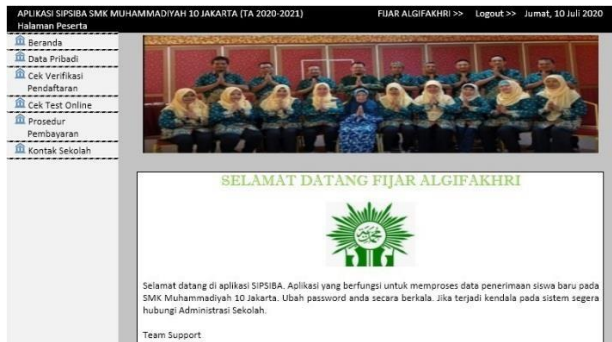 APLIKASI SIPSIBA SMK MUHAMMADIYAH 10 JAKARTA (TA 2020-2021)
FIJAR ALGIFAKHRI >> Logout >> Jumat, 10 Juli 2020
Halaman Peserta
Beranda
Data Pribadi
Cek Verifikasi
Pendaftaran
Cek Test Online
Prosedur
Pembayaran
Kontak Sekolah
SELAMAT DATANG FIJAR ALGIFAKHRI
Selamat datang di aplikasi SIPSIBA. Aplikasi yang berfungsi untuk memproses data penerimaan siswa baru pada
SMK Muhammadiyah 10 Jakarta. Ubah password anda secara berkala. Jika terjadi kendala pada sistem segera
hubungi Administrasi Sekolah.
Team Support